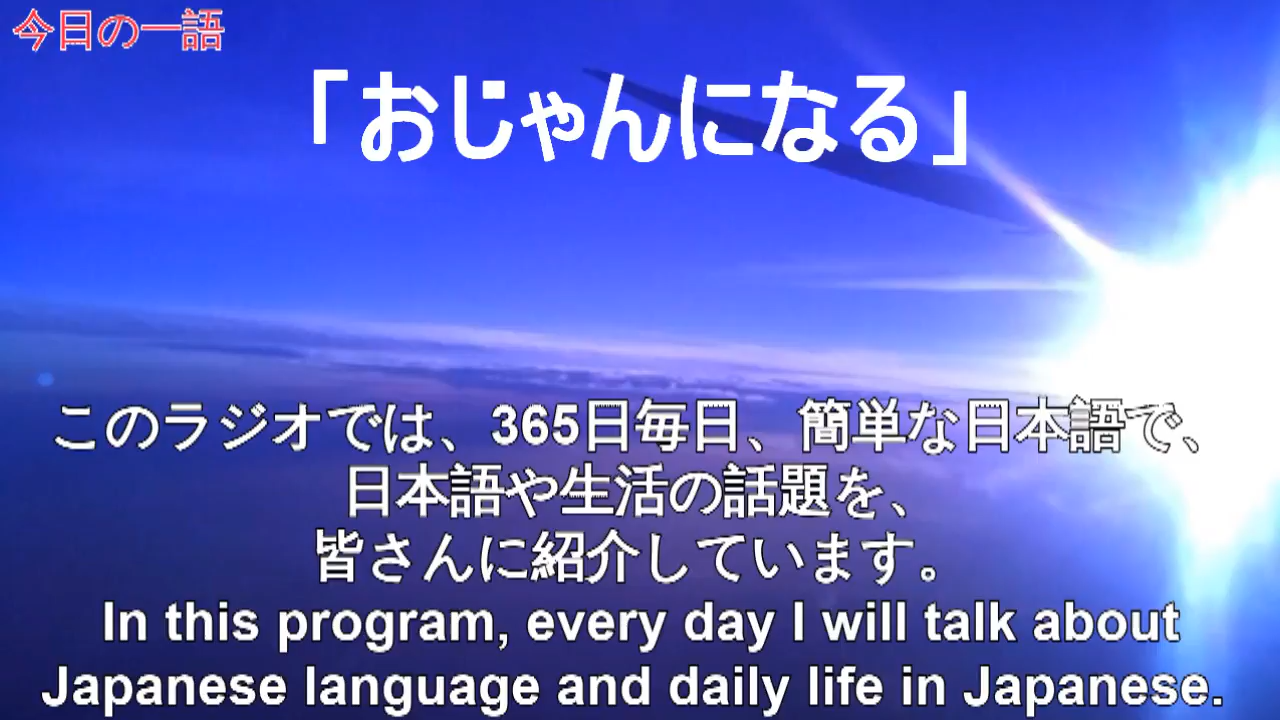 今日の一語
「おじゃんになる」
このラジオでは、365日毎日、簡単な日本語で、
日本語や生活の話題を、
皆さんに紹介しています。
In this program, every day I will talk about
Japanese language and daily life in Japanese.